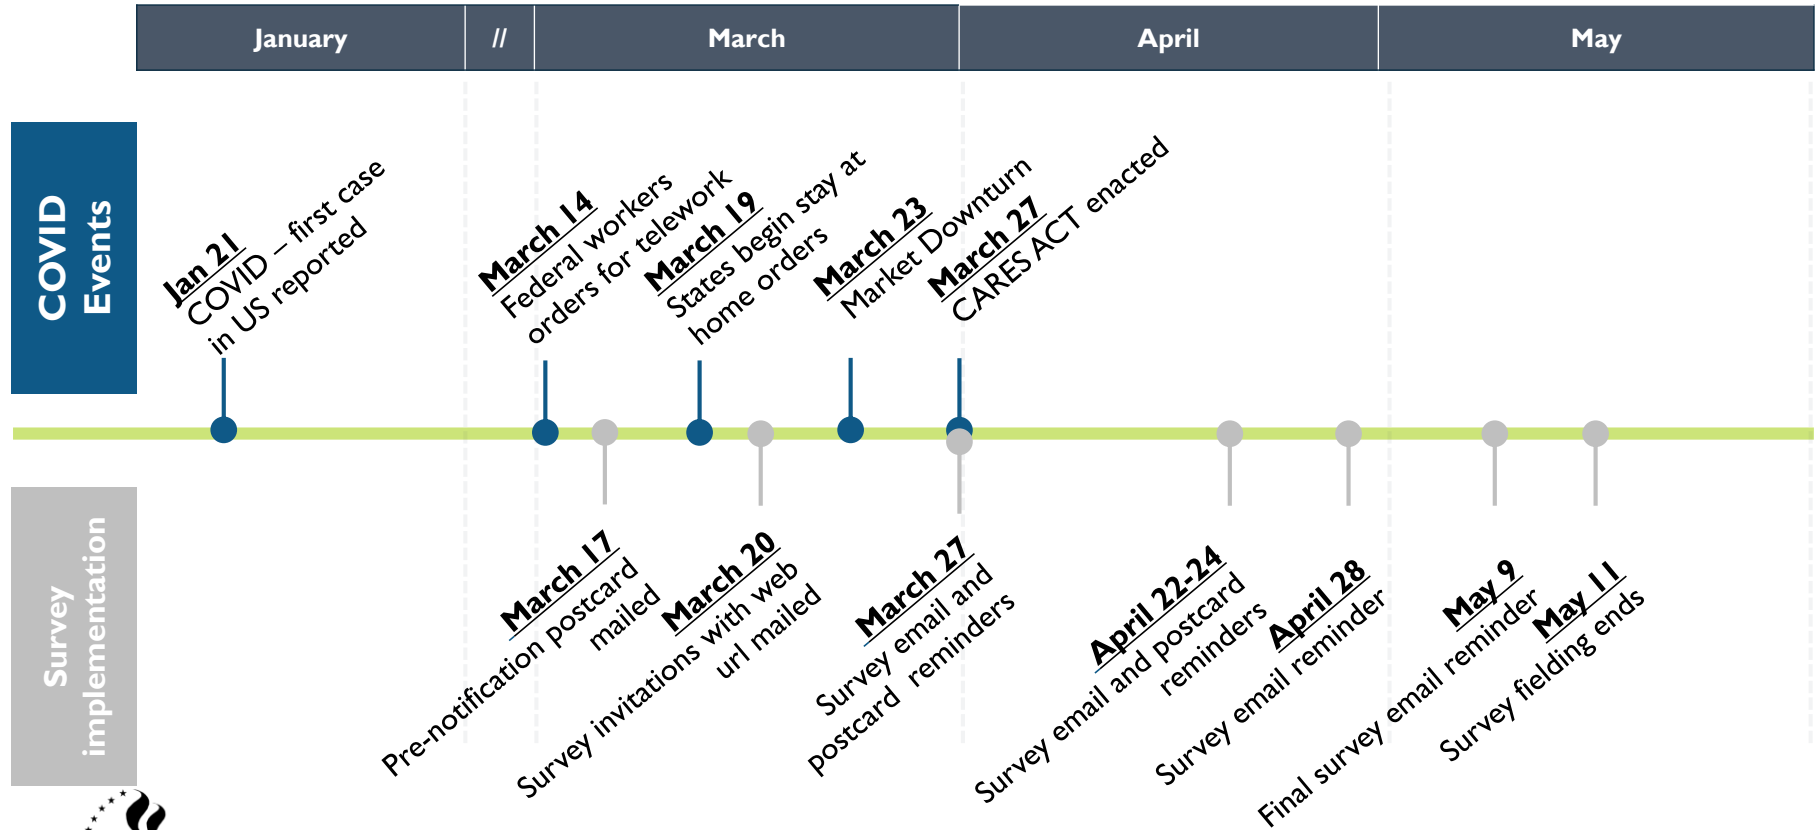 January
//
March
April
May
COVID
Events
Jan 21
COVID – first case
in US reported
March 14
Federal workers
orders for telework
March 19
States begin stay at
home orders
March 23
Market Downturn
March 27
CARES ACT enacted
Survey
implementation
March 17
Pre-notification postcard
mailed
March 20
Survey invitations with web
url mailed
March 27
Survey email and
postcard reminders
April 22-24
Survey email and postcard
reminders
April 28
Survey email reminder
May 9
Final survey email reminder
May 11
Survey fielding ends